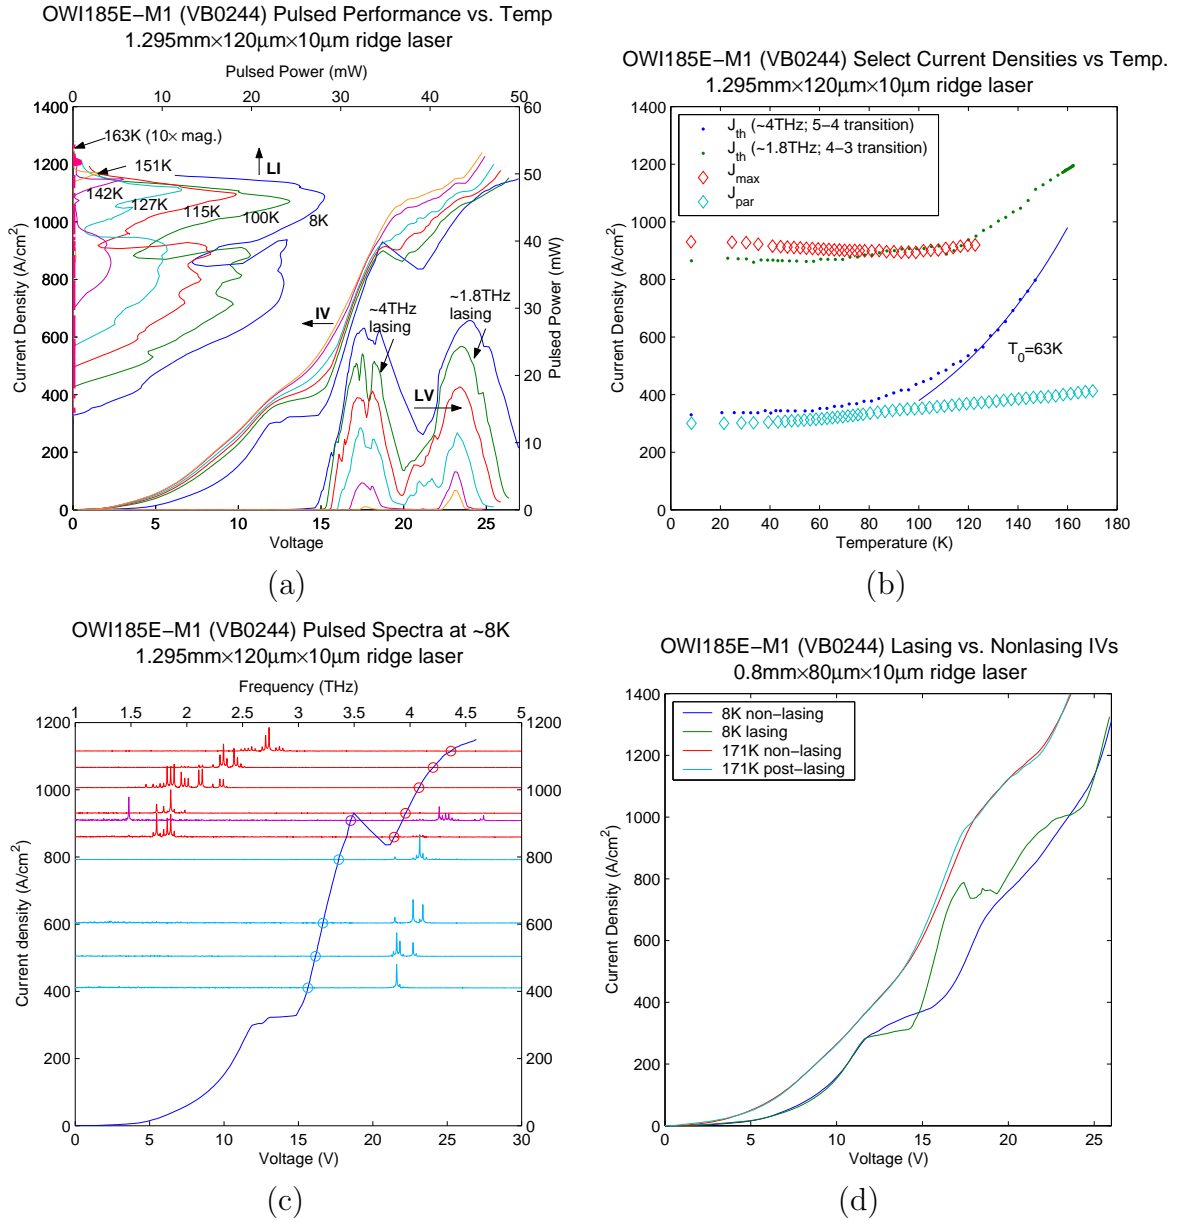 OWI185E−M1 (VB0244) Pulsed Performance vs. Temp
1.295mm×120μm×10μm ridge laser
Pulsed Power (mW)
0 10 20 30 40 50
1400
1200
1000
800
600
400
200
0
Current Density (A/cm²)
60
50
40
30
20
10
0
Pulsed Power (mW)
163K (10× mag.)
151K
LI
142K
127K
115K
100K
8K
IV
~4THz
lasing
~1.8THz
lasing
LV
0 5 10 15 20 25
Voltage
(a)
OWI185E−M1 (VB0244) Select Current Densities vs Temp.
1.295mm×120μm×10μm ridge laser
1400
1200
1000
800
600
400
200
0
Current Density (A/cm²)
J_th (~4THz; 5−4 transition)
J_th (~1.8THz; 4−3 transition)
J_max
J_par
T_0=63K
0 20 40 60 80 100 120 140 160 180
Temperature (K)
(b)
OWI185E−M1 (VB0244) Pulsed Spectra at ~8K
1.295mm×120μm×10μm ridge laser
Frequency (THz)
1 1.5 2 2.5 3 3.5 4 4.5 5
1200
1000
800
600
400
200
0
Current density (A/cm²)
1200
1000
800
600
400
200
0
0 5 10 15 20 25 30
Voltage (V)
(c)
OWI185E−M1 (VB0244) Lasing vs. Nonlasing IVs
0.8mm×80μm×10μm ridge laser
1400
1200
1000
800
600
400
200
0
Current Density (A/cm²)
8K non−lasing
8K lasing
171K non−lasing
171K post−lasing
0 5 10 15 20 25
Voltage (V)
(d)